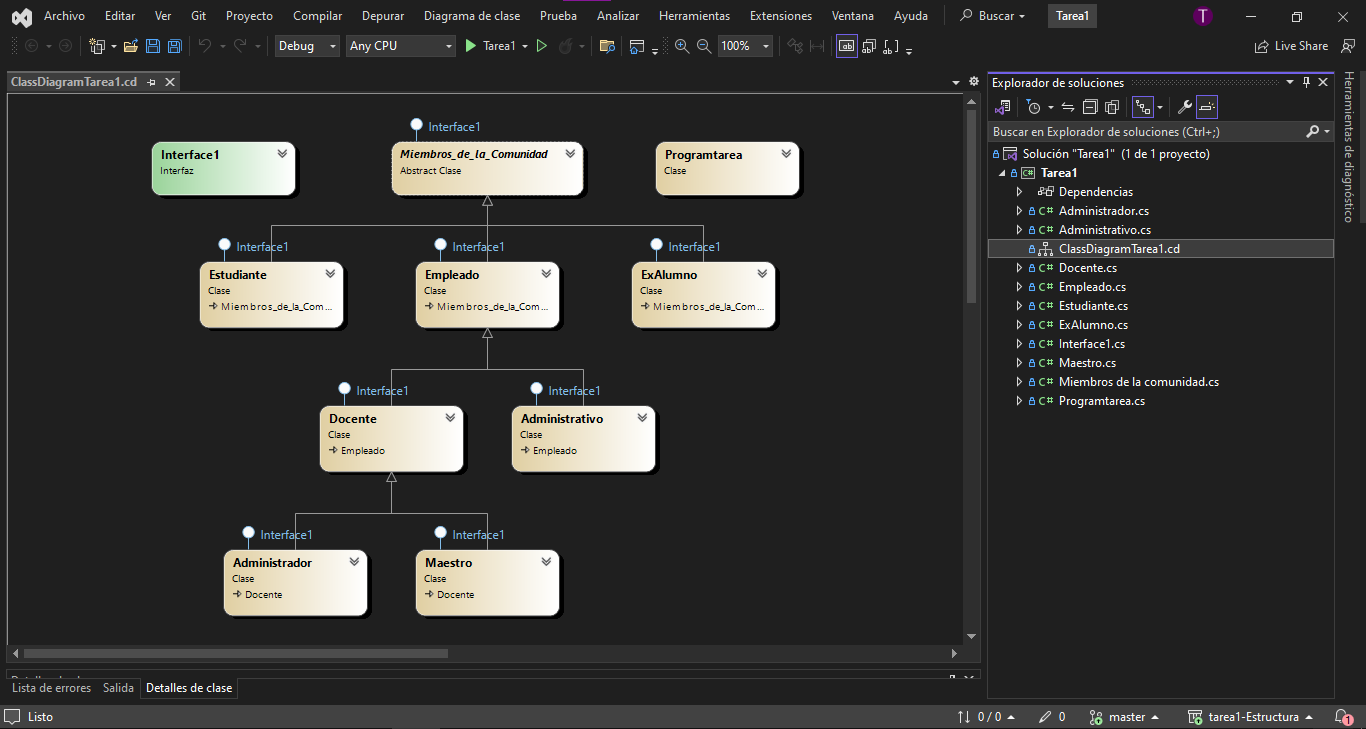 Archivo Editar Ver Git Proyecto Compilar Depurar Diagrama de clase Prueba Analizar Herramientas Extensiones Ventana Ayuda Buscar Tarea1 T
Debug Any CPU Tarea1 100% Live Share
ClassDiagramTarea1.cd
Interface1
Interface1
Interfaz
Miembros_de_la_Comunidad
Abstract Clase
Programtarea
Clase
Interface1
Estudiante
Clase
Miembros_de_la_Com...
Interface1
Empleado
Clase
Miembros_de_la_Com...
Interface1
ExAlumno
Clase
Miembros_de_la_Com...
Interface1
Docente
Clase
Empleado
Interface1
Administrativo
Clase
Empleado
Interface1
Administrador
Clase
Docente
Interface1
Maestro
Clase
Docente
Explorador de soluciones
Buscar en Explorador de soluciones (Ctrl+;)
Solución "Tarea1" (1 de 1 proyecto)
C# Tarea1
Dependencias
C# Administrador.cs
C# Administrativo.cs
ClassDiagramTarea1.cd
C# Docente.cs
C# Empleado.cs
C# Estudiante.cs
C# ExAlumno.cs
C# Interface1.cs
C# Maestro.cs
C# Miembros de la comunidad.cs
C# Programtarea.cs
Herramientas de diagnóstico
Lista de errores Salida Detalles de clase
Listo 0 / 0 0 master tarea1-Estructura 1